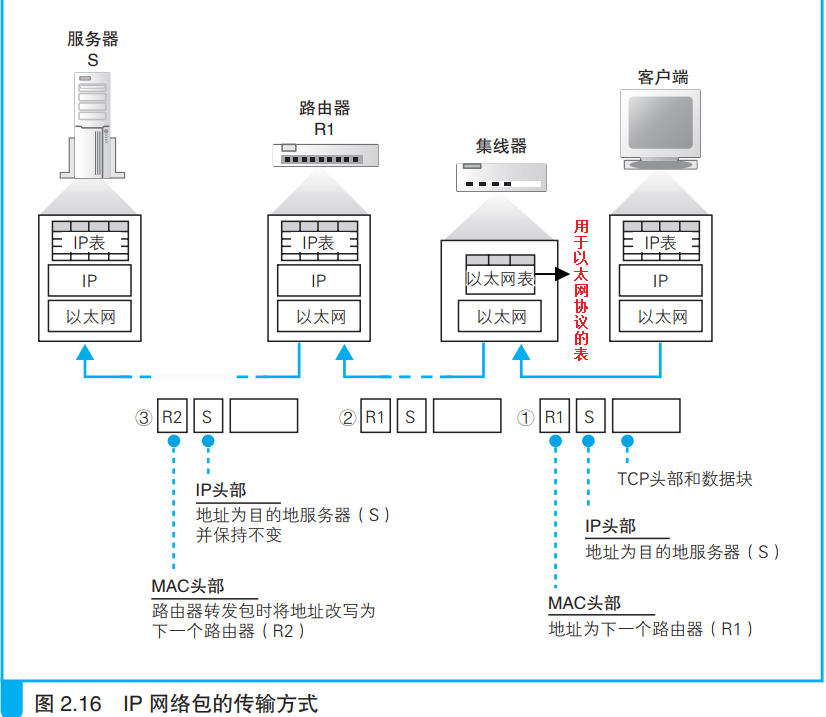 服务器
S
路由器
R1
集线器
客户端
IP表
IP
以太网
IP表
IP
以太网
以太网表
以太网
用于以太网协议的表
IP表
IP
以太网
③ R2 S
② R1 S
① R1 S
TCP头部和数据块
IP头部
地址为目的地服务器（S）
并保持不变
IP头部
地址为目的地服务器（S）
MAC头部
路由器转发包时将地址改写为
下一个路由器（R2）
MAC头部
地址为下一个路由器（R1）
图 2.16 IP 网络包的传输方式